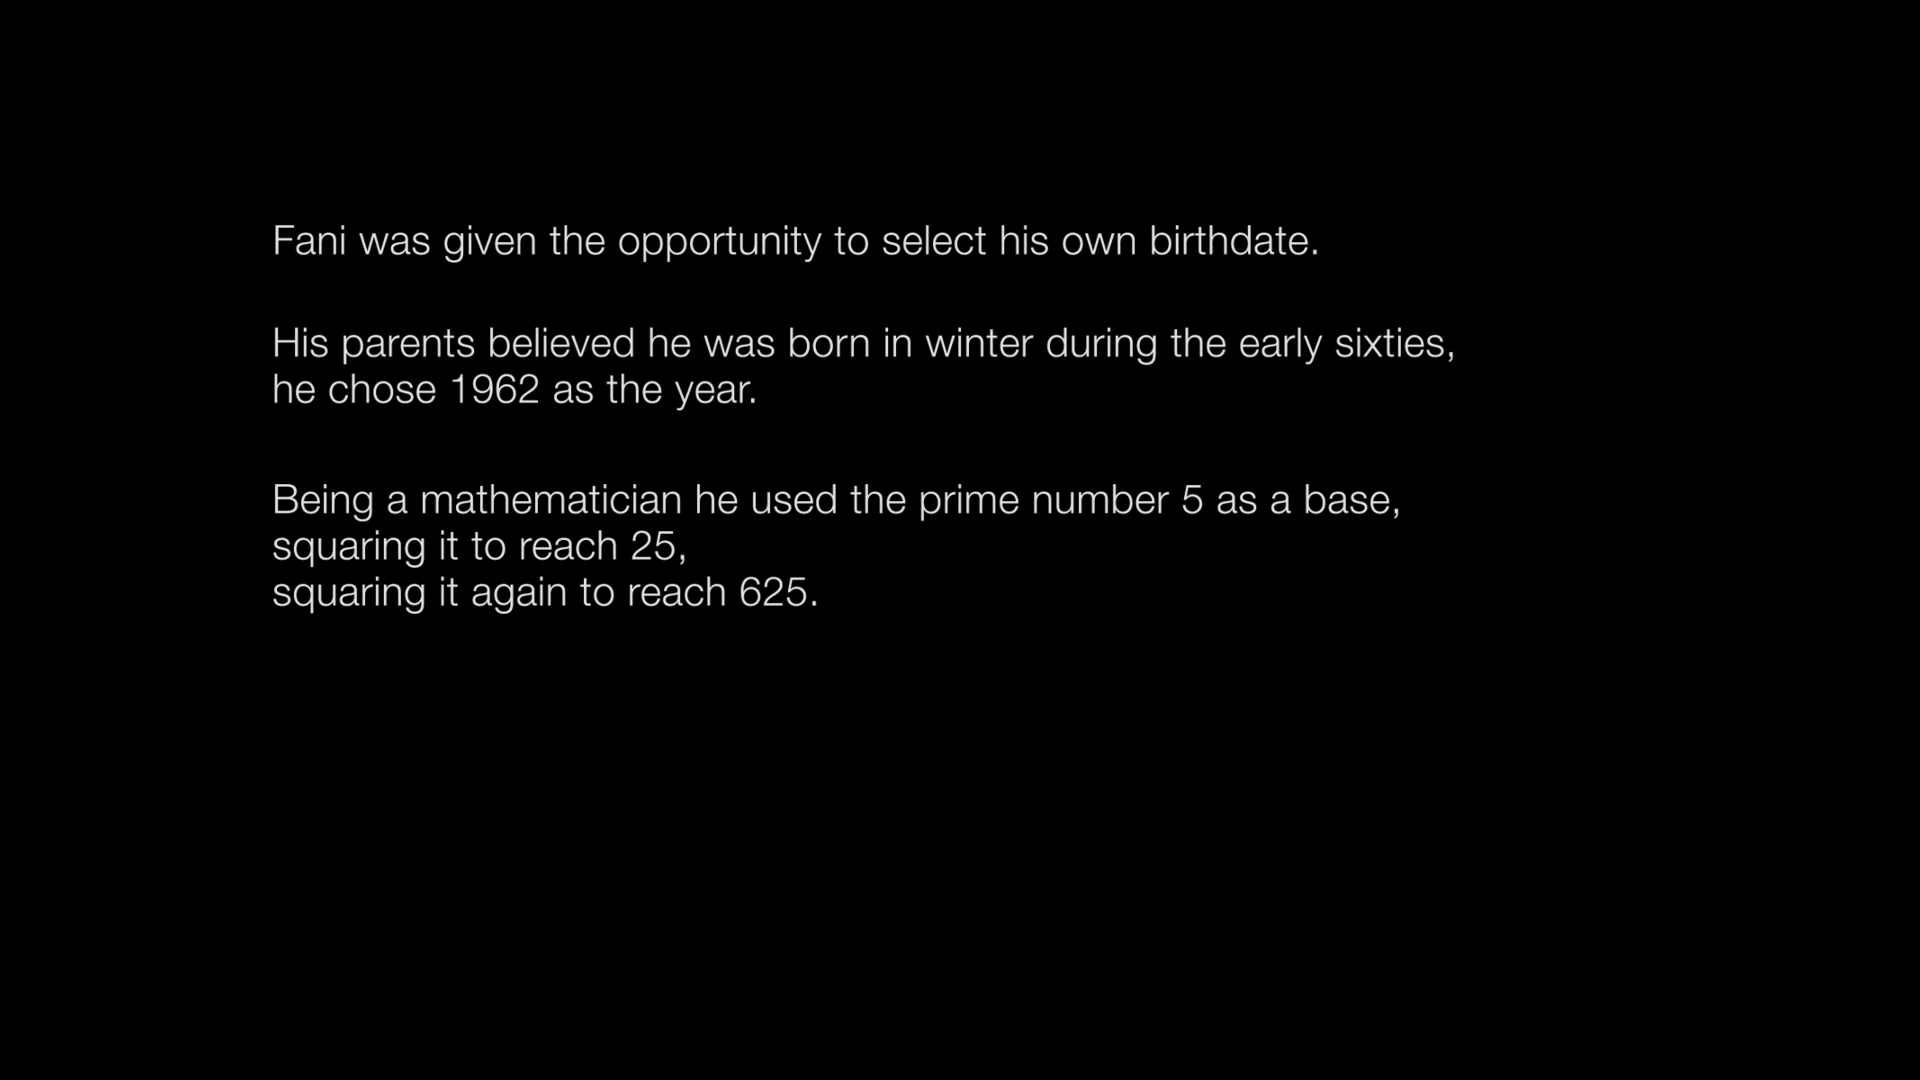 Fani was given the opportunity to select his own birthdate.
His parents believed he was born in winter during the early sixties,
he chose 1962 as the year.
Being a mathematician he used the prime number 5 as a base,
squaring it to reach 25,
squaring it again to reach 625.